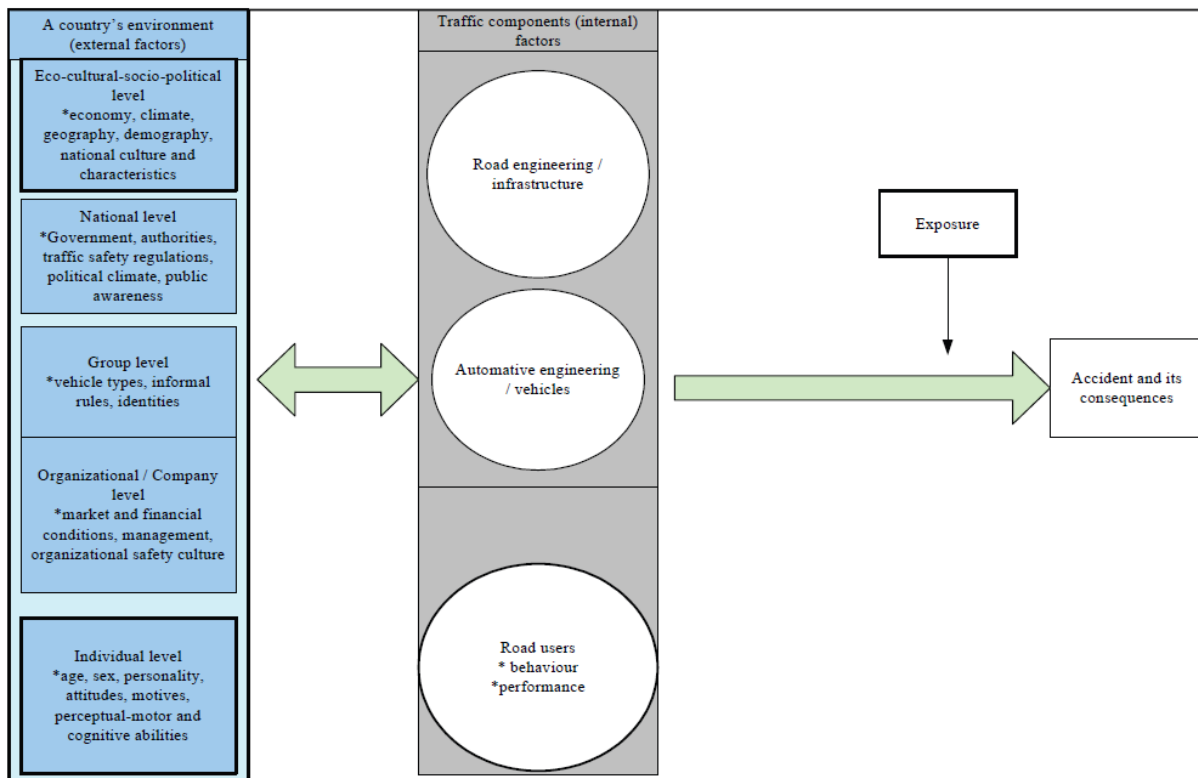 A country's environment
(external factors)
Eco-cultural-socio-political
level
*economy, climate,
geography, demography,
national culture and
characteristics
National level
*Government, authorities,
traffic safety regulations,
political climate, public
awareness
Group level
*vehicle types, informal
rules, identities
Organizational / Company
level
*market and financial
conditions, management,
organizational safety culture
Individual level
*age, sex, personality,
attitudes, motives,
perceptual-motor and
cognitive abilities
Traffic components (internal)
factors
Road engineering /
infrastructure
Automative engineering
/ vehicles
Road users
* behaviour
*performance
Exposure
Accident and its
consequences